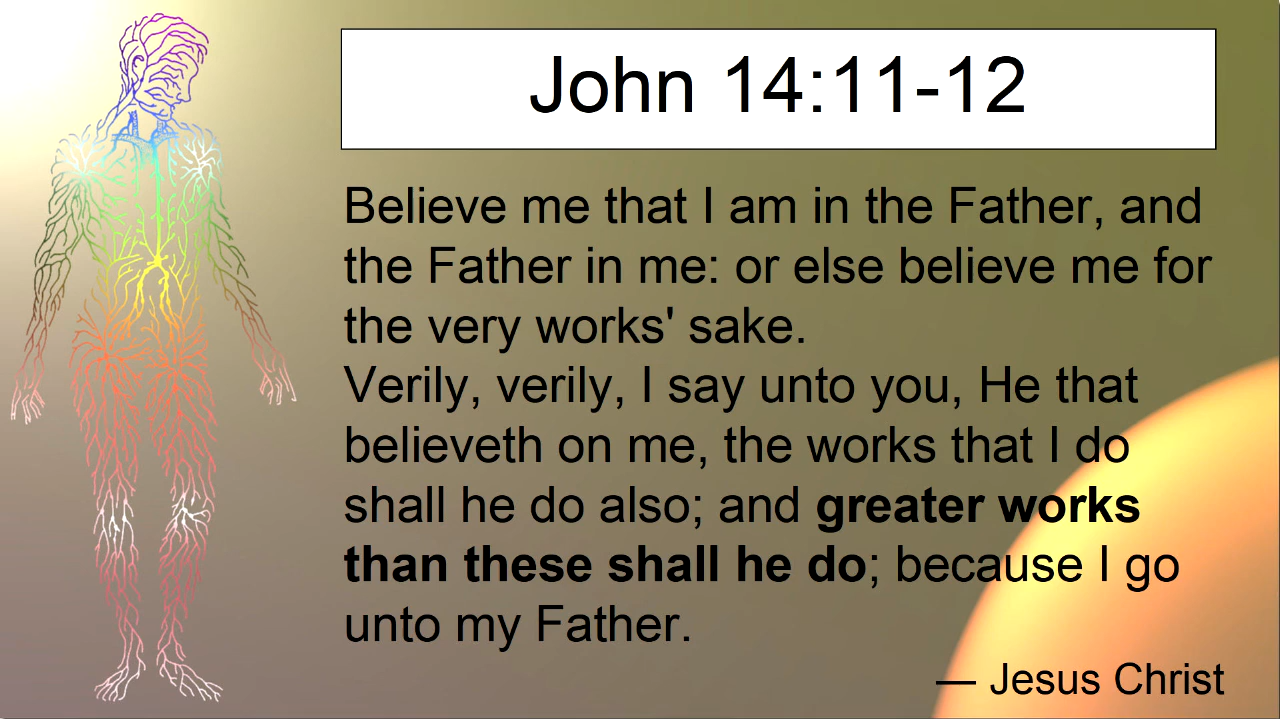 John 14:11-12
Believe me that I am in the Father, and
the Father in me: or else believe me for
the very works' sake.
Verily, verily, I say unto you, He that
believeth on me, the works that I do
shall he do also; and greater works
than these shall he do; because I go
unto my Father.
— Jesus Christ